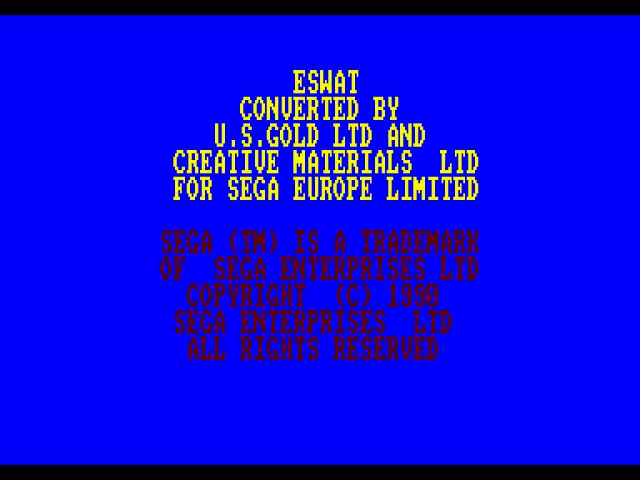 ESWAT
CONVERTED BY
U.S.GOLD LTD AND
CREATIVE MATERIALS  LTD
FOR SEGA EUROPE LIMITED
SEGA (TM) IS A TRADEMARK
OF  SEGA ENTERPRISES LTD
COPYRIGHT  (C) 1990
SEGA ENTERPRISES  LTD
ALL RIGHTS RESERVED